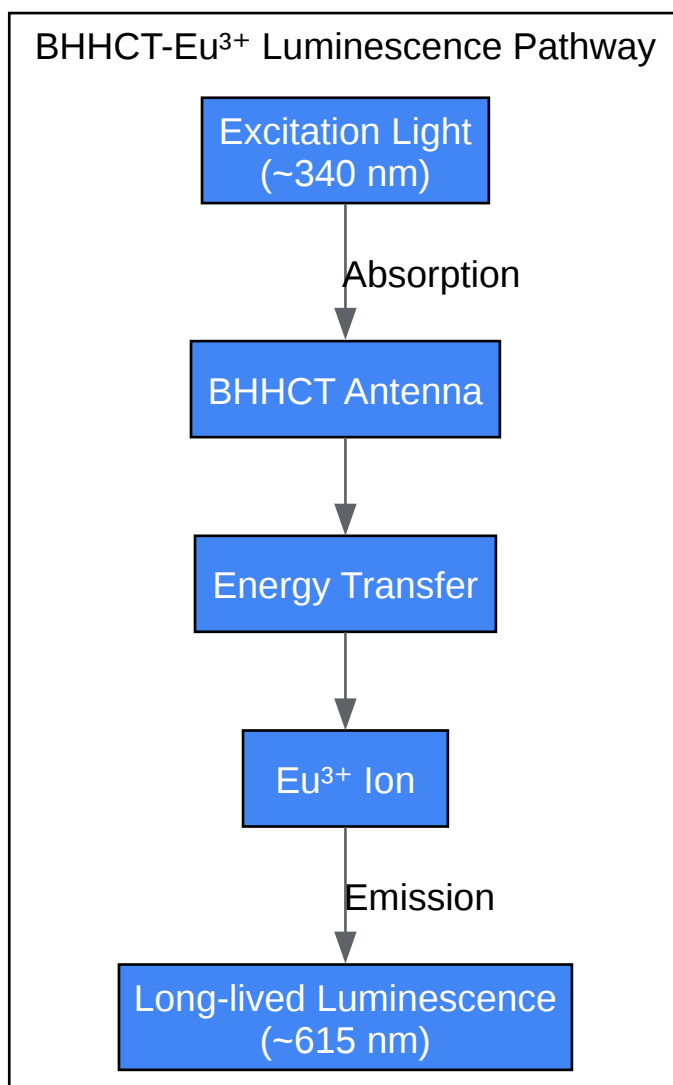 BHHCT-Eu³⁺ Luminescence Pathway
Excitation Light
(~340 nm)
Absorption
BHHCT Antenna
Energy Transfer
Eu³⁺ Ion
Emission
Long-lived Luminescence
(~615 nm)